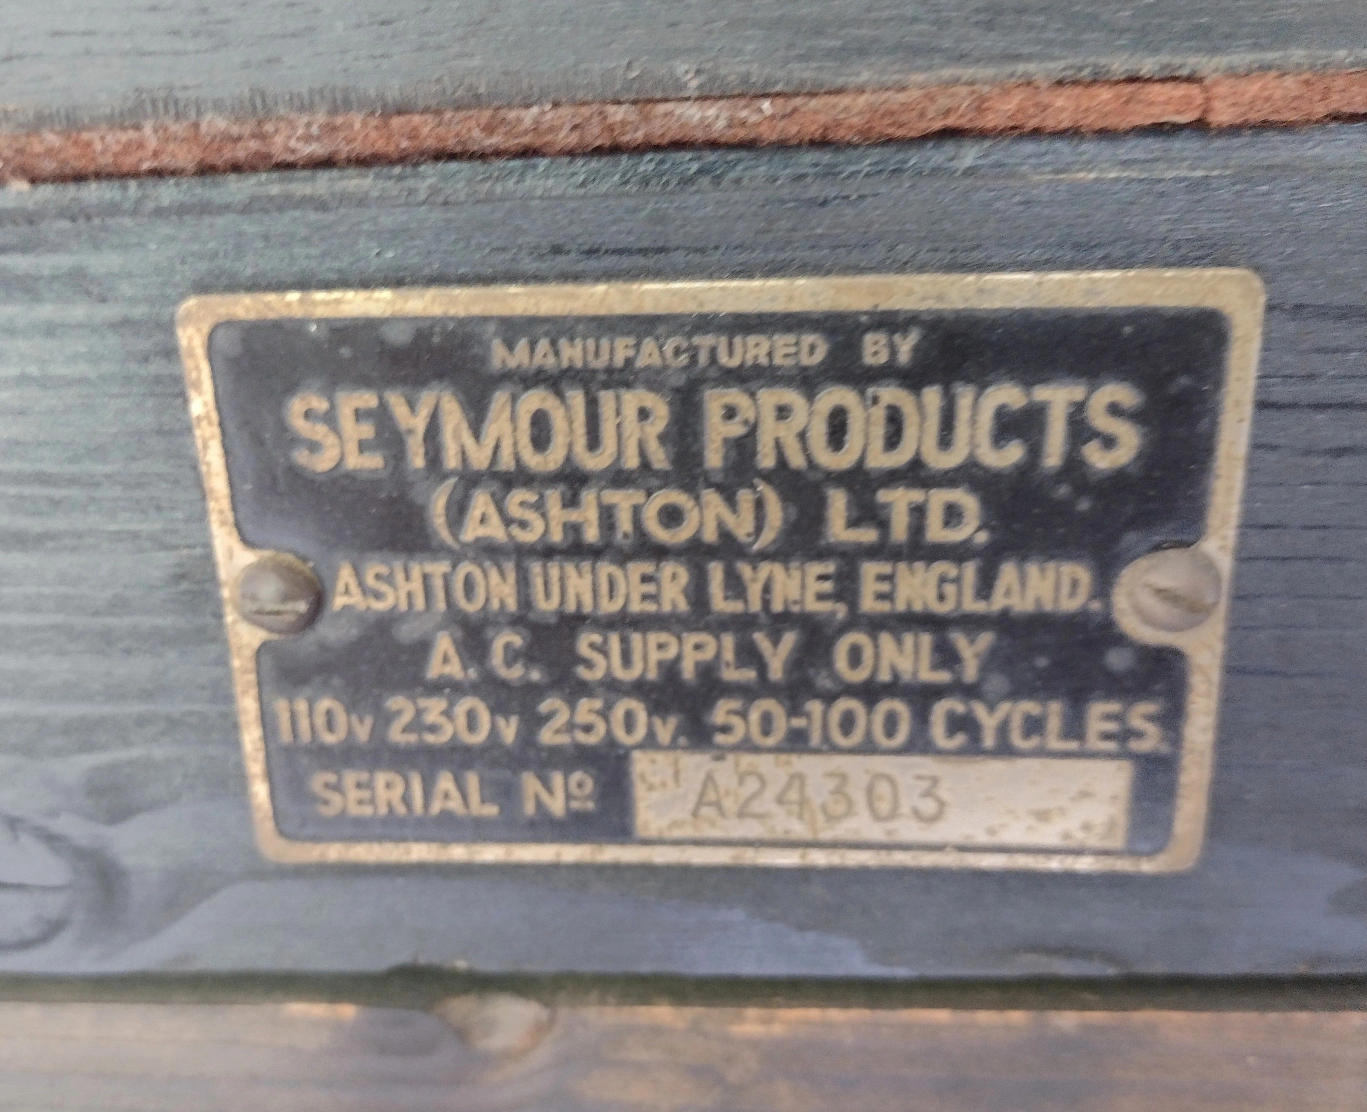 MANUFACTURED BY
SEYMOUR PRODUCTS
(ASHTON) LTD.
ASHTON UNDER LYNE, ENGLAND.
A.C. SUPPLY ONLY
110v 230v 250v. 50-100 CYCLES.
SERIAL Nº A24303